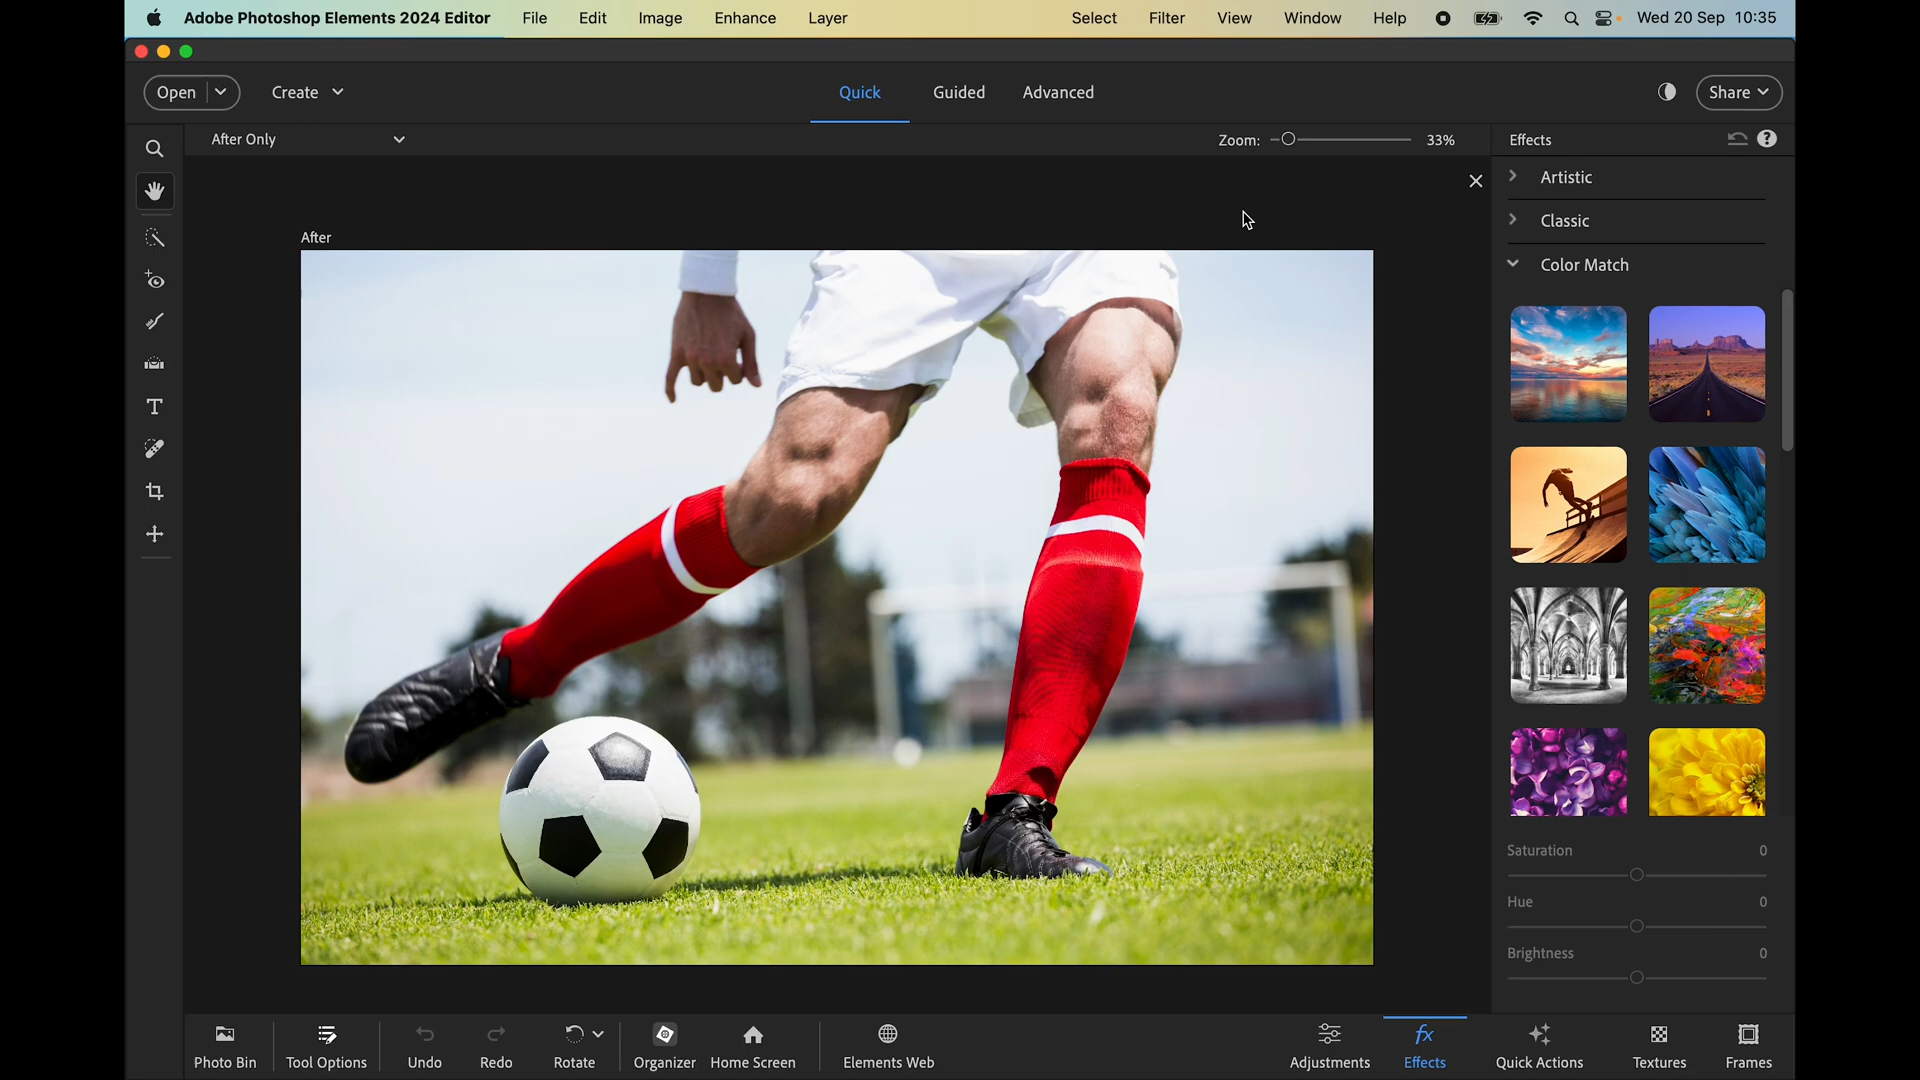 Adobe Photoshop Elements 2024 Editor File Edit Image Enhance Layer Select Filter View Window Help Wed 20 Sep 10:35
Open Create Quick Guided Advanced Share
After Only Zoom: 33% Effects
Artistic
Classic
After
Color Match
Saturation 0
Hue 0
Brightness 0
Photo Bin Tool Options Undo Redo Rotate Organizer Home Screen Elements Web Adjustments Effects Quick Actions Textures Frames